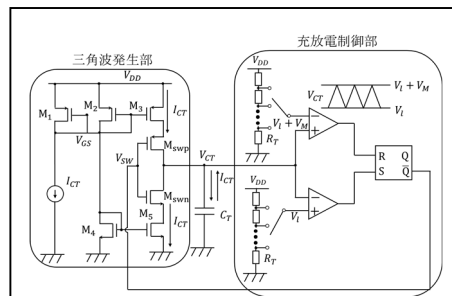 三角波発生部
充放電制御部
V_DD
M_1
M_2
M_3
I_CT
V_GS
M_swp
V_SW
V_CT
I_CT
I_CT
M_swn
M_4
M_5
I_CT
C_T
V_DD
V_l + V_M
R_T
V_CT
V_l + V_M
V_l
R Q
S Q̅
V_DD
V_l
R_T